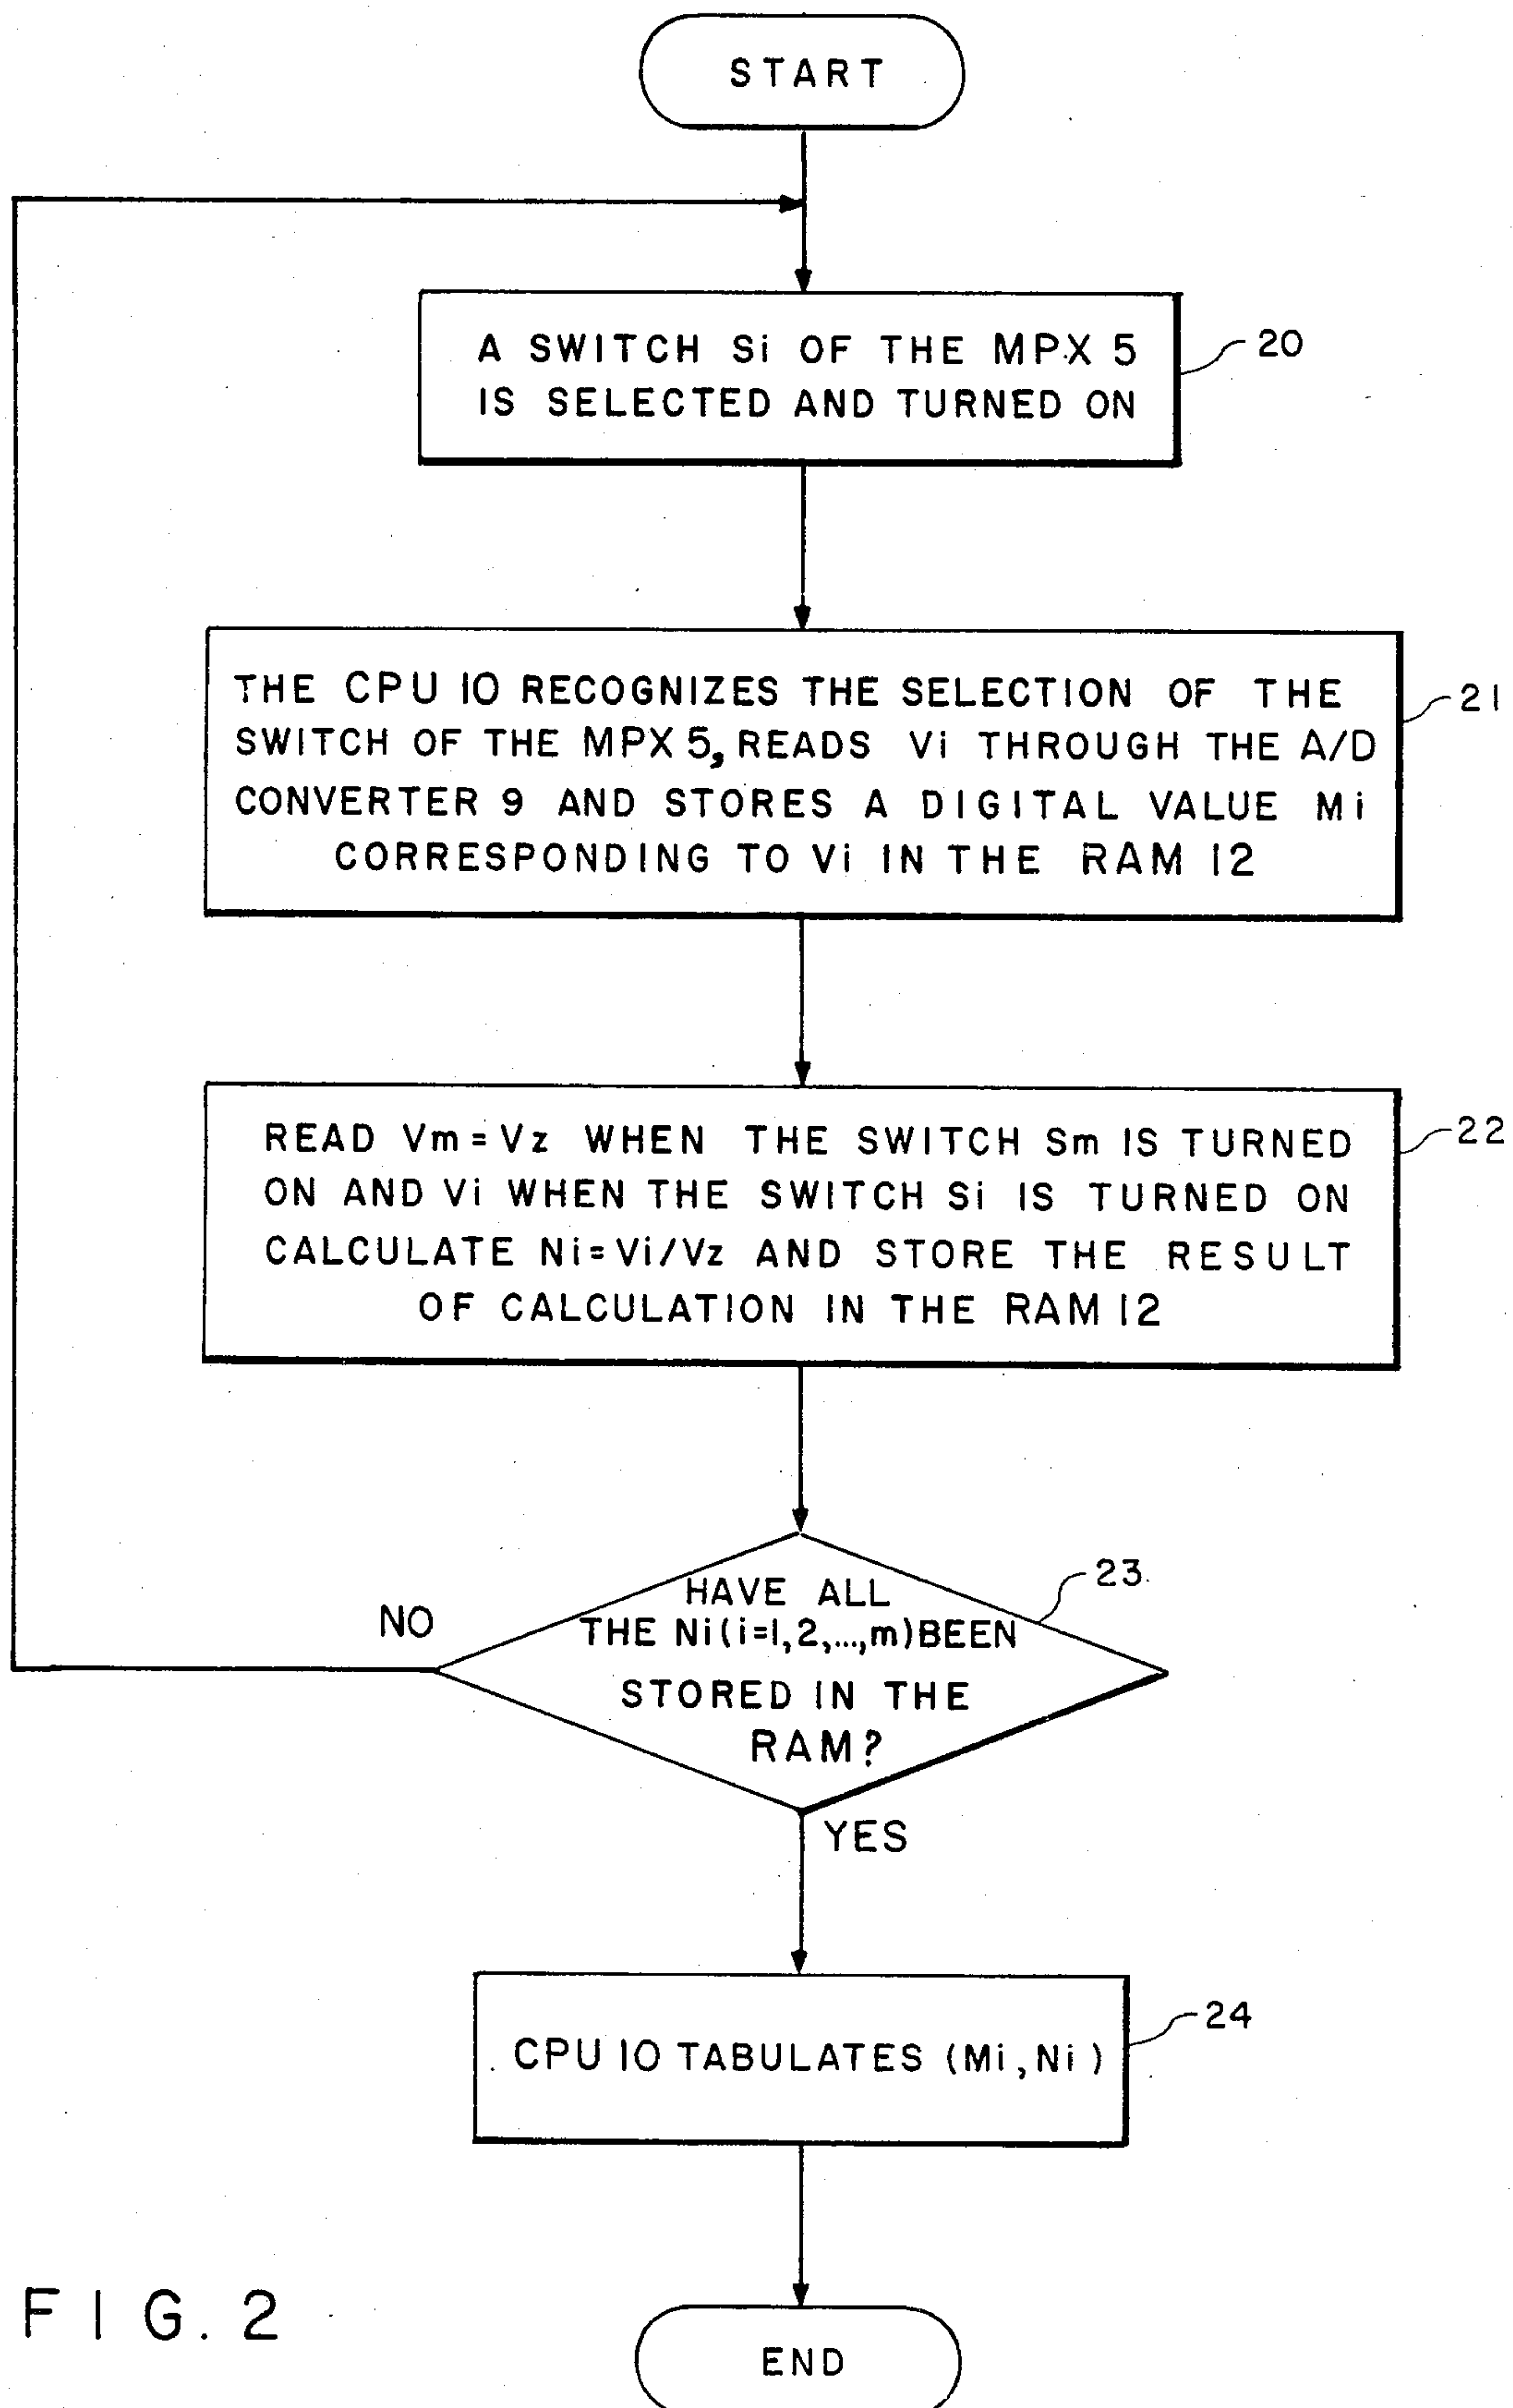 START
A SWITCH Si OF THE MPX 5
IS SELECTED AND TURNED ON
20
THE CPU 10 RECOGNIZES THE SELECTION OF THE
SWITCH OF THE MPX 5, READS Vi THROUGH THE A/D
CONVERTER 9 AND STORES A DIGITAL VALUE Mi
CORRESPONDING TO Vi IN THE RAM 12
21
READ Vm = Vz WHEN THE SWITCH Sm IS TURNED
ON AND Vi WHEN THE SWITCH Si IS TURNED ON
CALCULATE Ni = Vi/Vz AND STORE THE RESULT
OF CALCULATION IN THE RAM 12
22
HAVE ALL
THE Ni (i=1,2,...,m) BEEN
STORED IN THE
RAM?
23
NO
YES
CPU 10 TABULATES (Mi, Ni)
24
END
FIG. 2